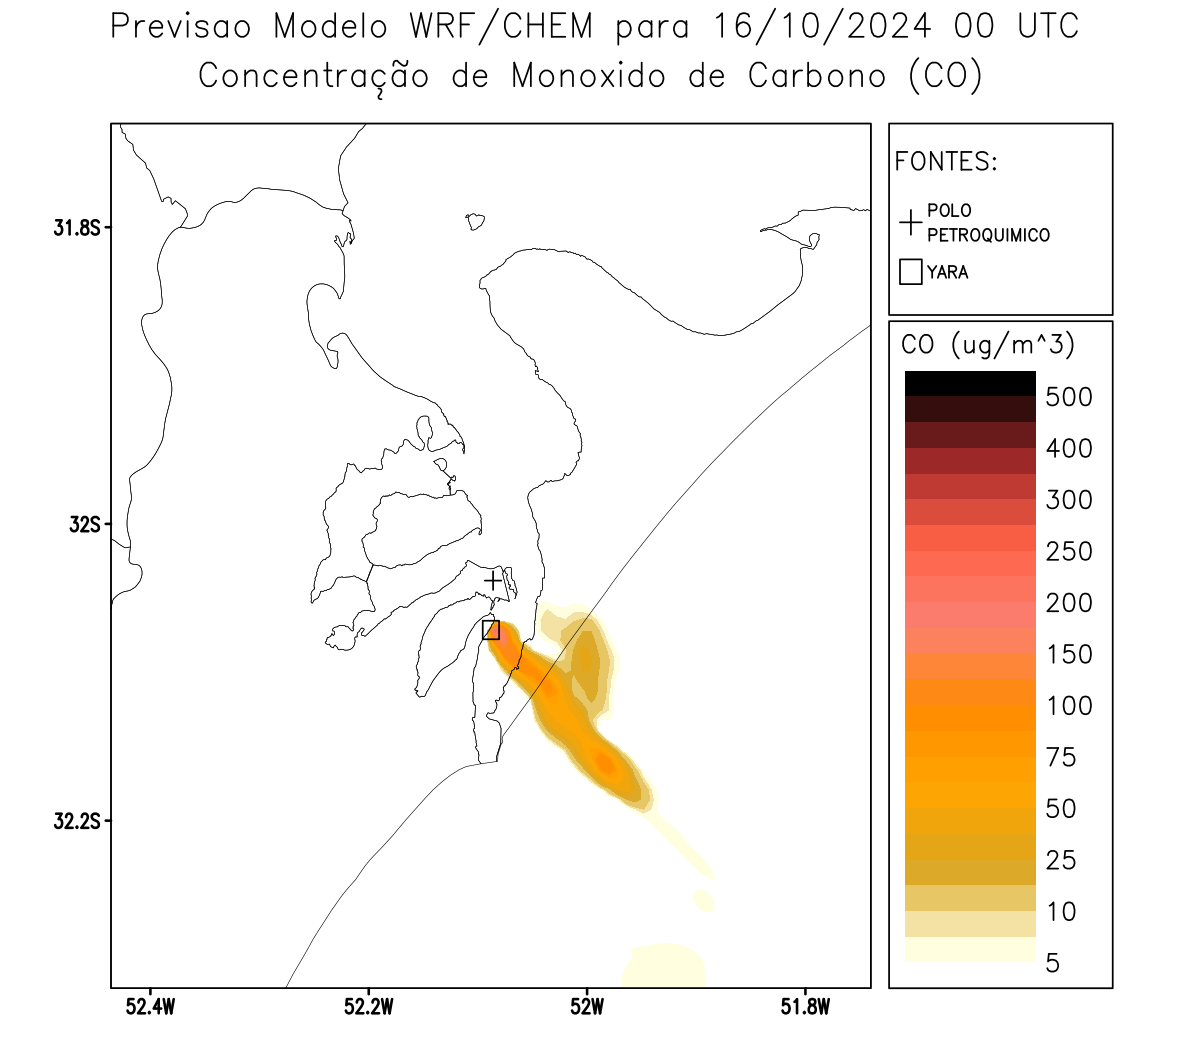 Previsao Modelo WRF/CHEM para 16/10/2024 00 UTC
Concentração de Monoxido de Carbono (CO)
FONTES:
POLO
PETROQUIMICO
YARA
CO (ug/m^3)
500
400
300
250
200
150
100
75
50
25
10
5
31.8S
32S
32.2S
52.4W
52.2W
52W
51.8W